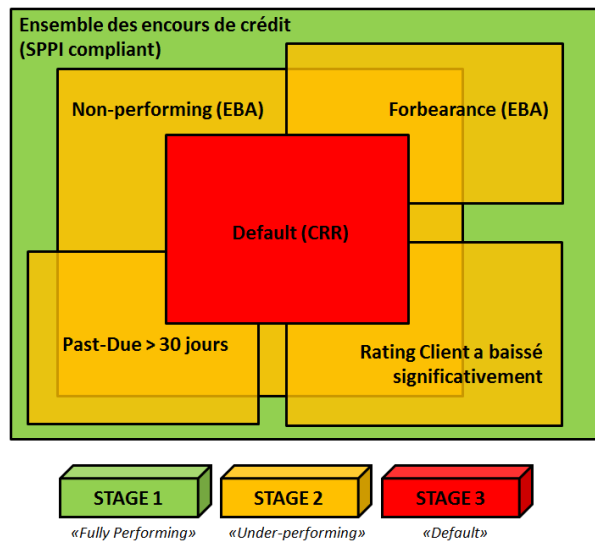 Ensemble des encours de crédit
(SPPI compliant)
Non-performing (EBA)
Forbearance (EBA)
Default (CRR)
Past-Due > 30 jours
Rating Client a baissé
significativement
STAGE 1
STAGE 2
STAGE 3
«Fully Performing»
«Under-performing»
«Default»